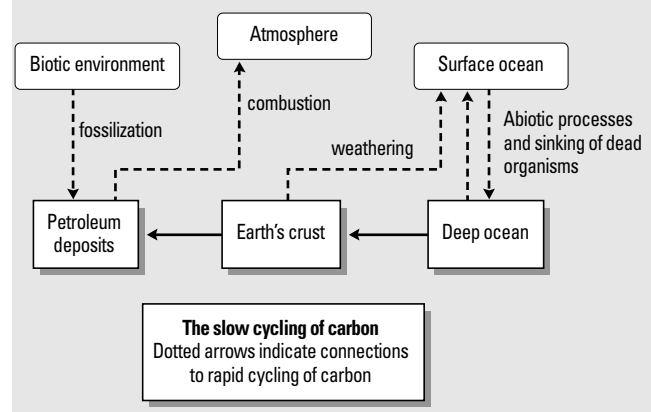 Atmosphere
Biotic environment
Surface ocean
fossilization
combustion
weathering
Abiotic processes
and sinking of dead
organisms
Petroleum
deposits
Earth's crust
Deep ocean
The slow cycling of carbon
Dotted arrows indicate connections
to rapid cycling of carbon